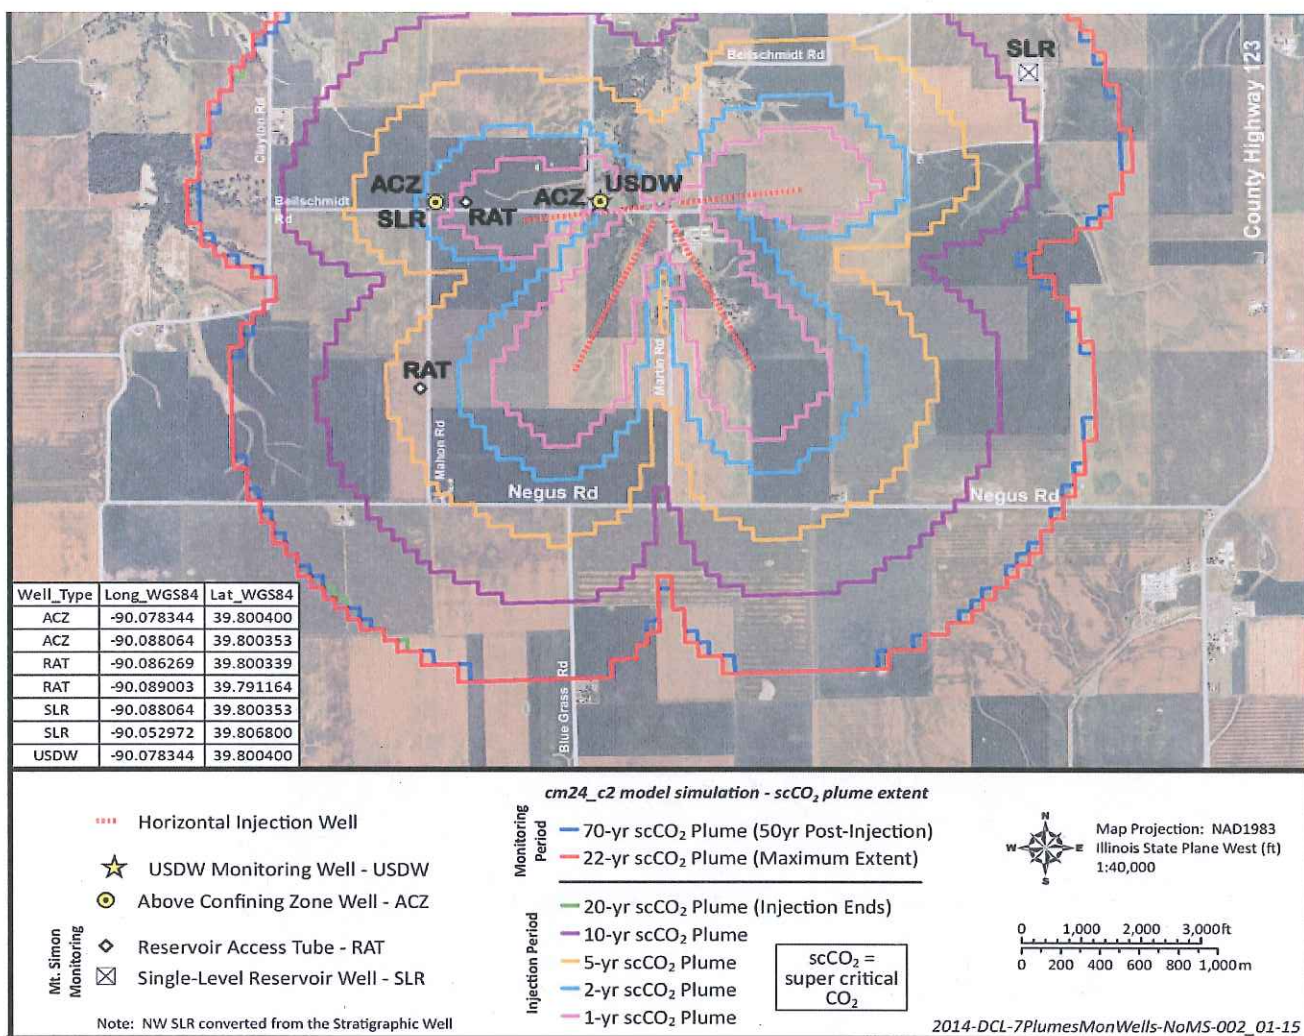 SLR
Beilschmidt Rd
County Highway 123
Clayton Rd
ACZ
USDW
ACZ
Beilschmidt
Rd
SLR
RAT
RAT
Martin Rd
Mahon Rd
Negus Rd
Negus Rd
Blue Grass Rd
Well_Type Long_WGS84 Lat_WGS84
ACZ -90.078344 39.800400
ACZ -90.088064 39.800353
RAT -90.086269 39.800339
RAT -90.089003 39.791164
SLR -90.088064 39.800353
SLR -90.052972 39.806800
USDW -90.078344 39.800400
Horizontal Injection Well
USDW Monitoring Well - USDW
Above Confining Zone Well - ACZ
Mt. Simon
Monitoring
Reservoir Access Tube - RAT
Single-Level Reservoir Well - SLR
Note: NW SLR converted from the Stratigraphic Well
cm24_c2 model simulation - scCO₂ plume extent
Monitoring
Period
70-yr scCO₂ Plume (50yr Post-Injection)
22-yr scCO₂ Plume (Maximum Extent)
Injection Period
20-yr scCO₂ Plume (Injection Ends)
10-yr scCO₂ Plume
5-yr scCO₂ Plume
2-yr scCO₂ Plume
1-yr scCO₂ Plume
scCO₂ =
super critical
CO₂
N
W E
S
Map Projection: NAD1983
Illinois State Plane West (ft)
1:40,000
0 1,000 2,000 3,000ft
0 200 400 600 800 1,000m
2014-DCL-7PlumesMonWells-NoMS-002_01-15